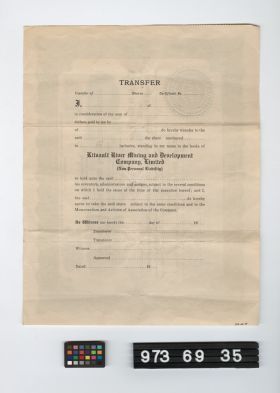 TRANSFER
Transfer of Shares Certificate No.
I, of
in consideration of the sum of
dollars paid to me by
of do hereby transfer to the
said the share numbered
to inclusive, standing in my name in the books of
Kitsault River Mining and Development
Company, Limited
(Non-Personal Liability)
to hold unto the said
his executors, administrators and assigns, subject to the several conditions
on which I held the same at the time of the execution hereof; and I,
the said do hereby
agree to take the said share subject to the same conditions and to the
Memorandum and Articles of Association of the Company.
As Witness our hands the day of 19
Transferor
Transferee
Witness
Approved
Dated 19
973 69 35